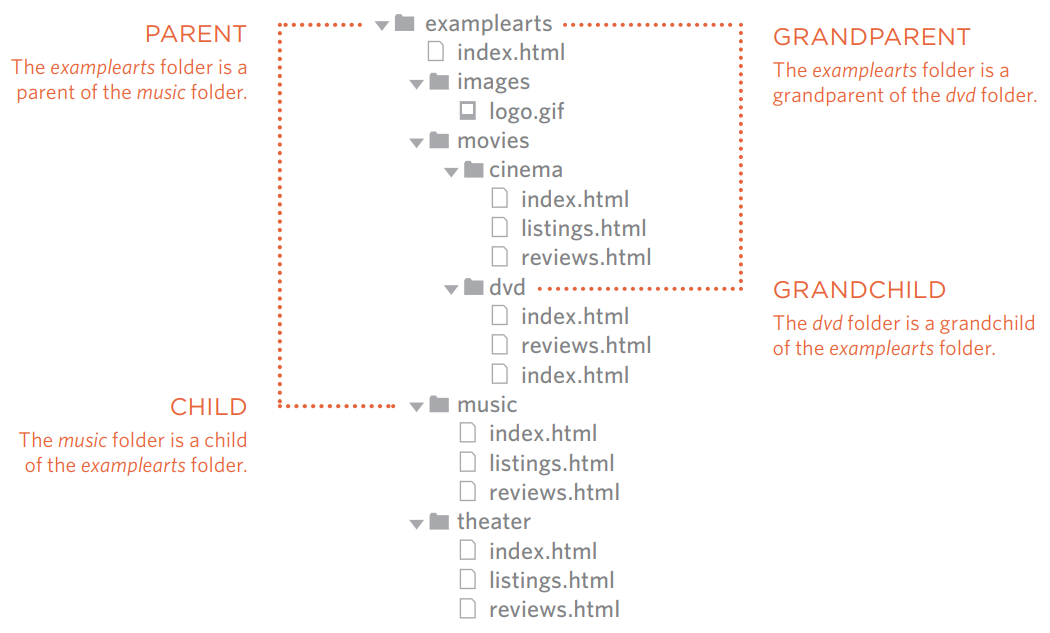 PARENT
The examplearts folder is a
parent of the music folder.
examplearts
index.html
images
logo.gif
movies
cinema
index.html
listings.html
reviews.html
dvd
index.html
reviews.html
index.html
music
index.html
listings.html
reviews.html
theater
index.html
listings.html
reviews.html
GRANDPARENT
The examplearts folder is a
grandparent of the dvd folder.
GRANDCHILD
The dvd folder is a grandchild
of the examplearts folder.
CHILD
The music folder is a child
of the examplearts folder.